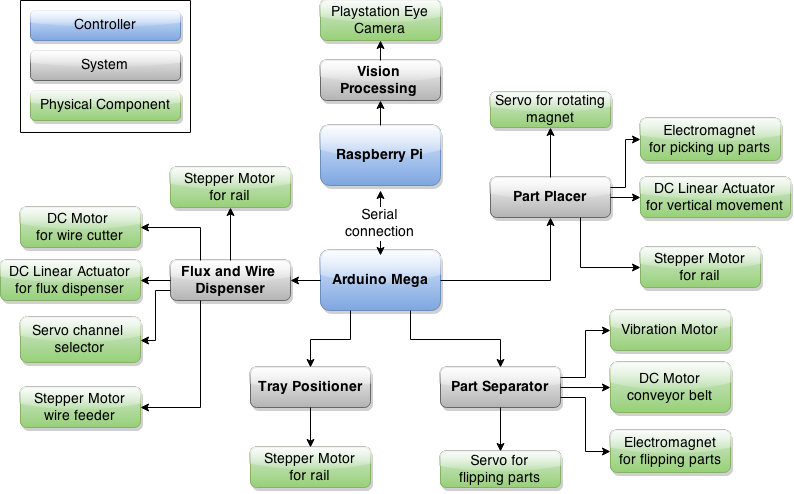 Controller
System
Physical Component
Playstation Eye
Camera
Vision
Processing
Raspberry Pi
Serial
connection
Arduino Mega
Servo for rotating
magnet
Electromagnet
for picking up parts
Part Placer
DC Linear Actuator
for vertical movement
Stepper Motor
for rail
Stepper Motor
for rail
DC Motor
for wire cutter
DC Linear Actuator
for flux dispenser
Flux and Wire
Dispenser
Servo channel
selector
Stepper Motor
wire feeder
Tray Positioner
Stepper Motor
for rail
Part Separator
Vibration Motor
DC Motor
conveyor belt
Electromagnet
for flipping parts
Servo for
flipping parts